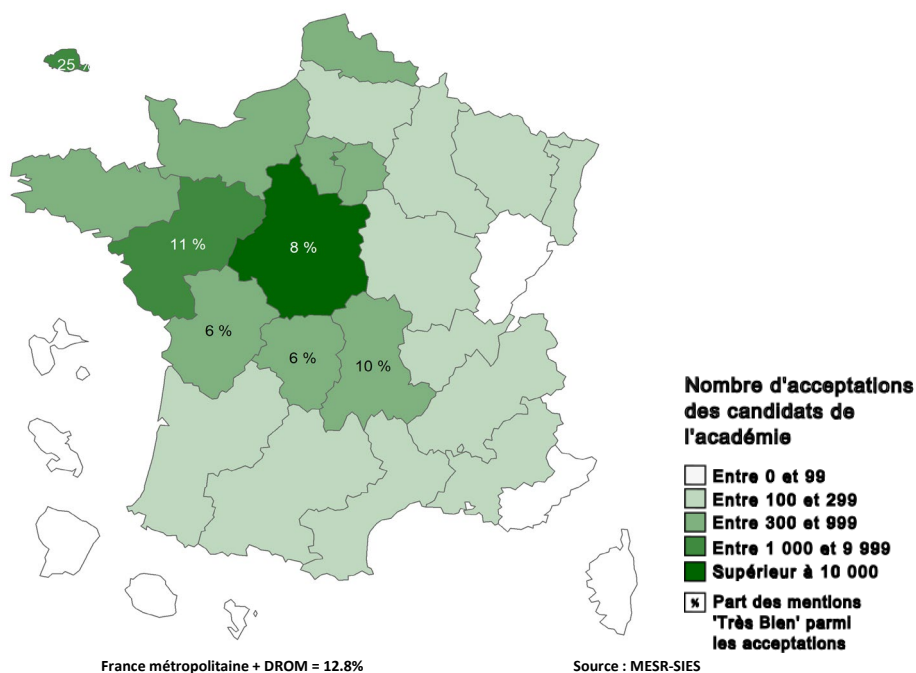 25 %
11 %
8 %
6 %
6 %
10 %
Nombre d'acceptations
des candidats de
l'académie
Entre 0 et 99
Entre 100 et 299
Entre 300 et 999
Entre 1 000 et 9 999
Supérieur à 10 000
% Part des mentions
'Très Bien' parmi
les acceptations
France métropolitaine + DROM = 12.8% Source : MESR-SIES